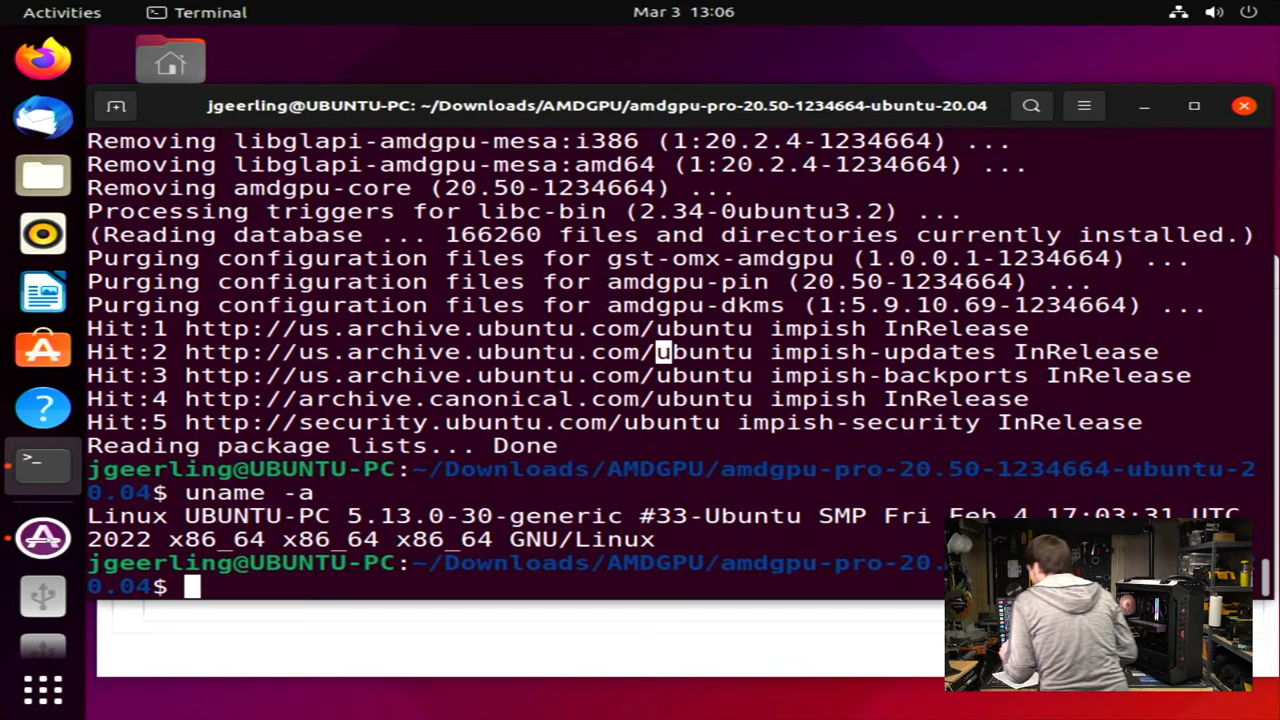 Activities
Terminal
Mar 3 13:06
jgeerling@UBUNTU-PC: ~/Downloads/AMDGPU/amdgpu-pro-20.50-1234664-ubuntu-20.04
Removing libglapi-amdgpu-mesa:i386 (1:20.2.4-1234664) ...
Removing libglapi-amdgpu-mesa:amd64 (1:20.2.4-1234664) ...
Removing amdgpu-core (20.50-1234664) ...
Processing triggers for libc-bin (2.34-0ubuntu3.2) ...
(Reading database ... 166260 files and directories currently installed.)
Purging configuration files for gst-omx-amdgpu (1.0.0.1-1234664) ...
Purging configuration files for amdgpu-pin (20.50-1234664) ...
Purging configuration files for amdgpu-dkms (1:5.9.10.69-1234664) ...
Hit:1 http://us.archive.ubuntu.com/ubuntu impish InRelease
Hit:2 http://us.archive.ubuntu.com/ubuntu impish-updates InRelease
Hit:3 http://us.archive.ubuntu.com/ubuntu impish-backports InRelease
Hit:4 http://archive.canonical.com/ubuntu impish InRelease
Hit:5 http://security.ubuntu.com/ubuntu impish-security InRelease
Reading package lists... Done
jgeerling@UBUNTU-PC:~/Downloads/AMDGPU/amdgpu-pro-20.50-1234664-ubuntu-2
0.04$ uname -a
Linux UBUNTU-PC 5.13.0-30-generic #33-Ubuntu SMP Fri Feb 4 17:03:31 UTC
2022 x86_64 x86_64 x86_64 GNU/Linux
jgeerling@UBUNTU-PC:~/Downloads/AMDGPU/amdgpu-pro-20.
0.04$